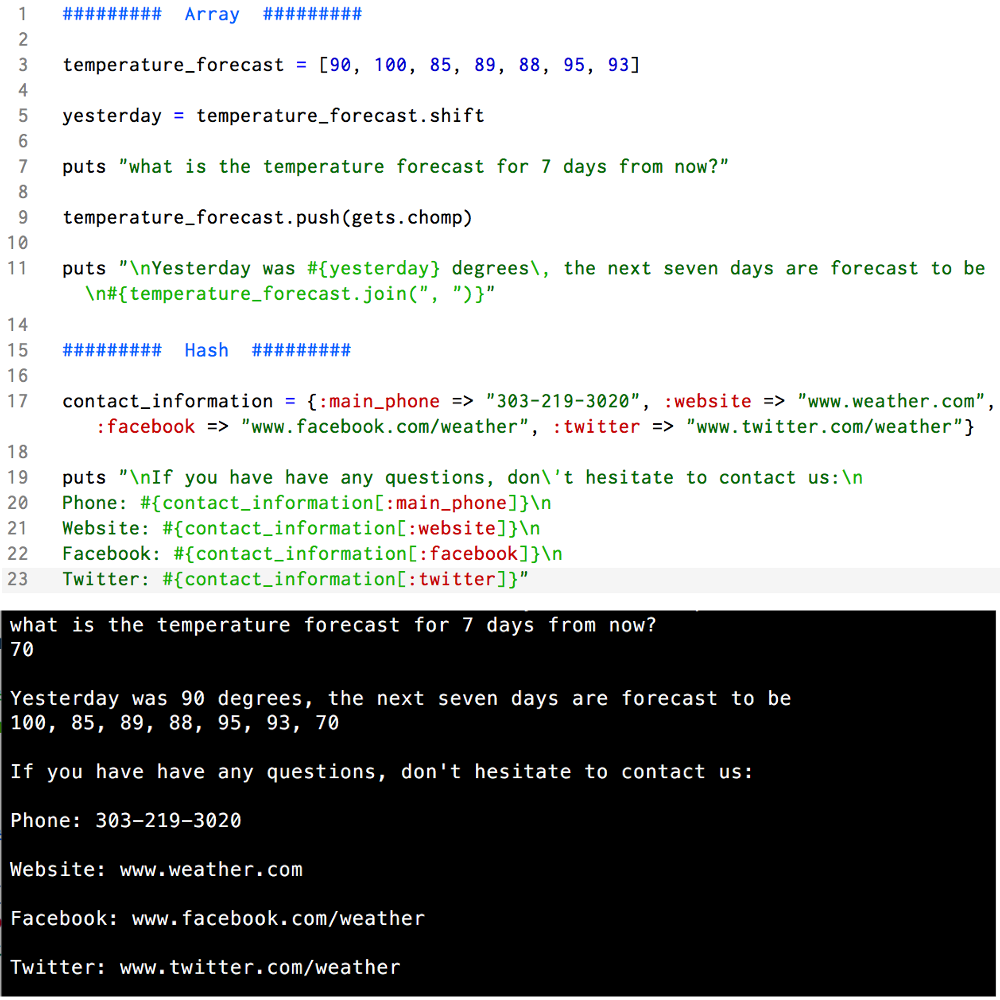 1 ######### Array #########
2
3 temperature_forecast = [90, 100, 85, 89, 88, 95, 93]
4
5 yesterday = temperature_forecast.shift
6
7 puts "what is the temperature forecast for 7 days from now?"
8
9 temperature_forecast.push(gets.chomp)
10
11 puts "\nYesterday was #{yesterday} degrees\, the next seven days are forecast to be
\n#{temperature_forecast.join(", ")}"
14
15 ######### Hash #########
16
17 contact_information = {:main_phone => "303-219-3020", :website => "www.weather.com",
:facebook => "www.facebook.com/weather", :twitter => "www.twitter.com/weather"}
18
19 puts "\nIf you have have any questions, don\'t hesitate to contact us:\n
20 Phone: #{contact_information[:main_phone]}\n
21 Website: #{contact_information[:website]}\n
22 Facebook: #{contact_information[:facebook]}\n
23 Twitter: #{contact_information[:twitter]}"
what is the temperature forecast for 7 days from now?
70
Yesterday was 90 degrees, the next seven days are forecast to be
100, 85, 89, 88, 95, 93, 70
If you have have any questions, don't hesitate to contact us:
Phone: 303-219-3020
Website: www.weather.com
Facebook: www.facebook.com/weather
Twitter: www.twitter.com/weather